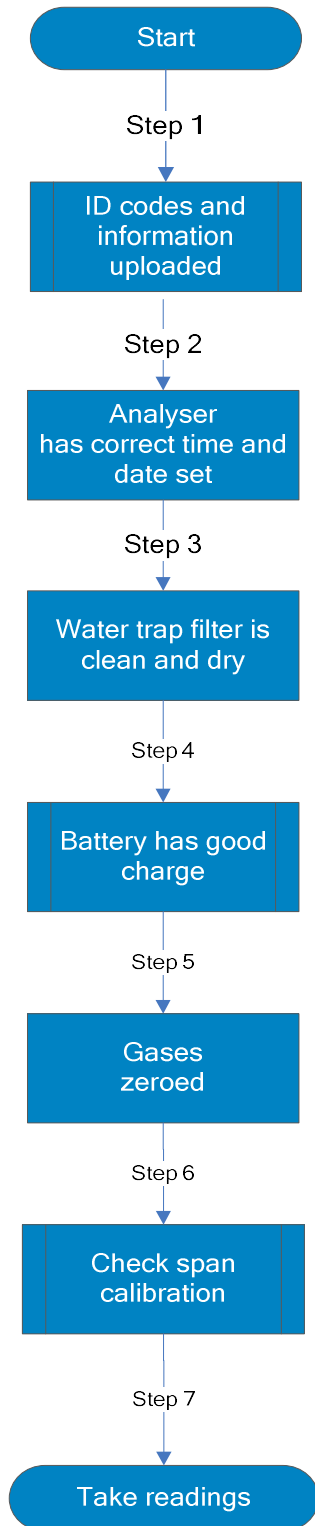 Start
Step 1
ID codes and
information
uploaded
Step 2
Analyser
has correct time and
date set
Step 3
Water trap filter is
clean and dry
Step 4
Battery has good
charge
Step 5
Gases
zeroed
Step 6
Check span
calibration
Step 7
Take readings